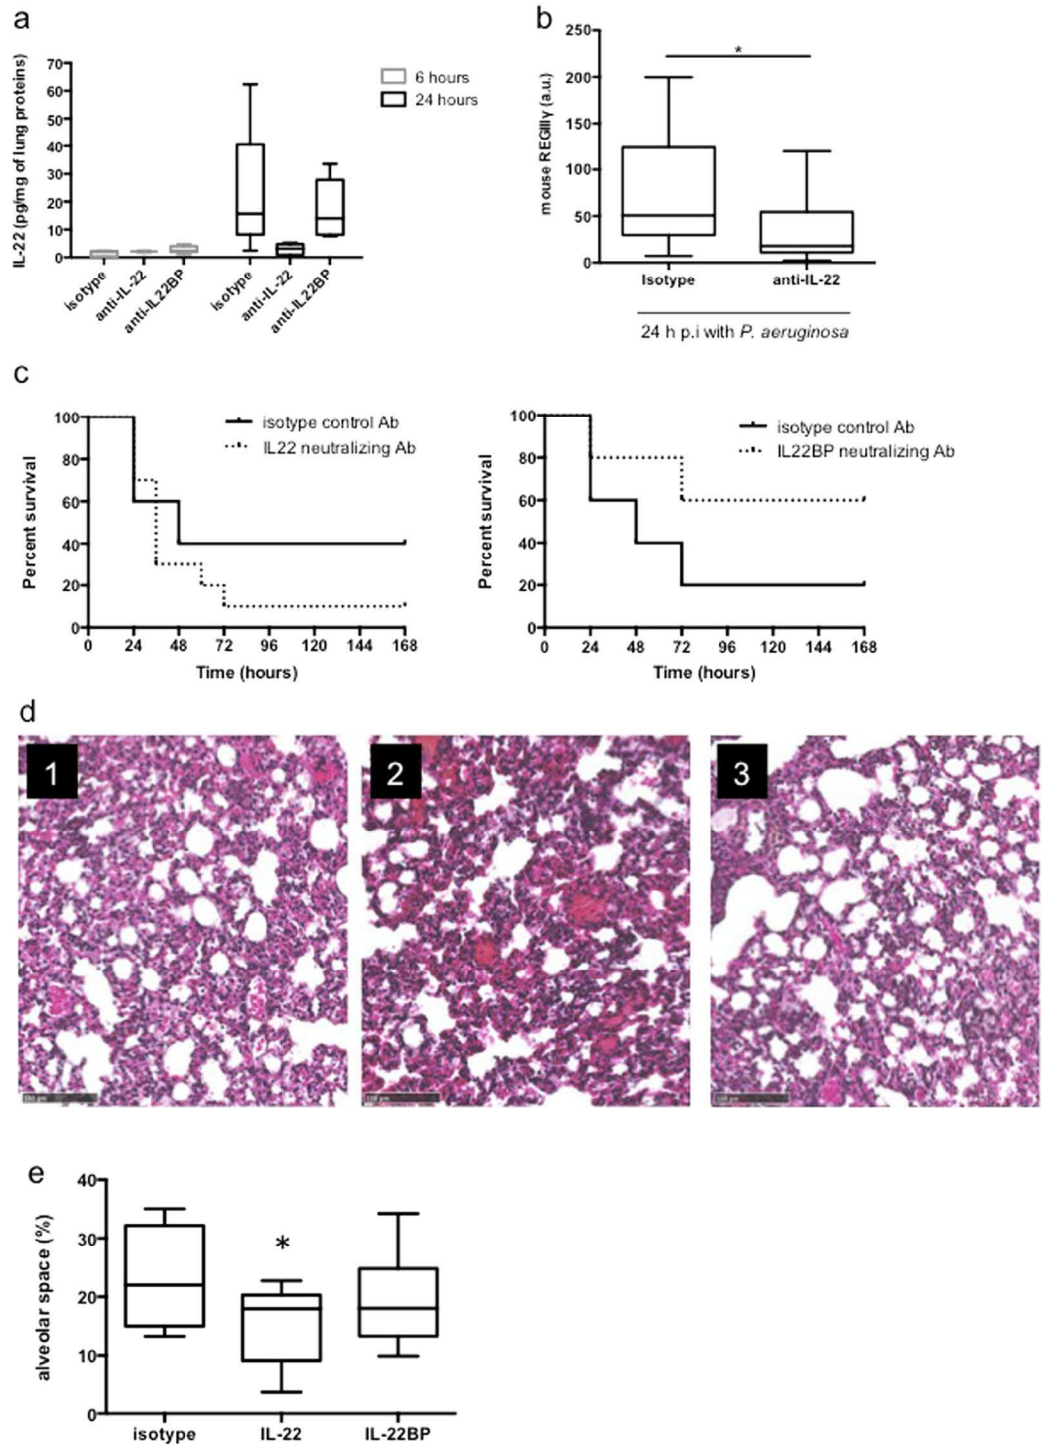 a
IL-22 (pg/mg of lung proteins)
70
60
50
40
30
20
10
0
isotype
anti-IL-22
anti-IL22BP
isotype
anti-IL-22
anti-IL22BP
6 hours
24 hours
b
mouse REGIIIγ (a.u.)
250
200
150
100
50
0
*
Isotype
anti-IL-22
24 h p.i with P. aeruginosa
c
Percent survival
100
80
60
40
20
0
0 24 48 72 96 120 144 168
Time (hours)
isotype control Ab
IL22 neutralizing Ab
Percent survival
100
80
60
40
20
0
0 24 48 72 96 120 144 168
Time (hours)
isotype control Ab
IL22BP neutralizing Ab
d
1
2
3
e
alveolar space (%)
40
30
20
10
0
*
isotype
IL-22
IL-22BP